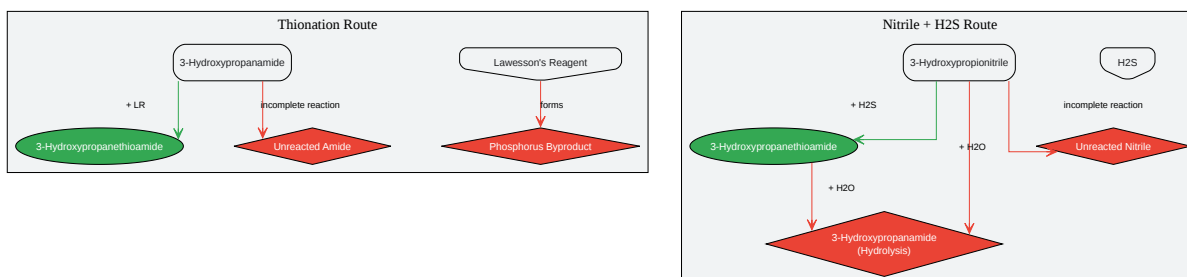 Thionation Route
3-Hydroxypropanamide
Lawesson's Reagent
+ LR
incomplete reaction
forms
3-Hydroxypropanethioamide
Unreacted Amide
Phosphorus Byproduct
Nitrile + H2S Route
3-Hydroxypropionitrile
H2S
+ H2S
incomplete reaction
3-Hydroxypropanethioamide
+ H2O
Unreacted Nitrile
+ H2O
3-Hydroxypropanamide
(Hydrolysis)